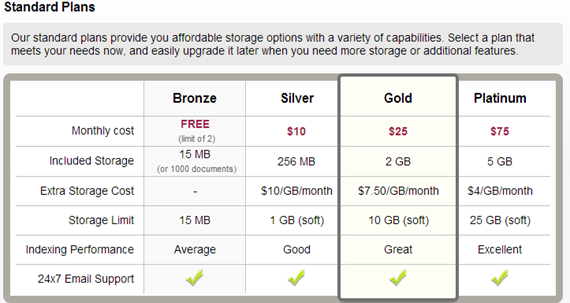 Standard Plans
Our standard plans provide you affordable storage options with a variety of capabilities. Select a plan that
meets your needs now, and easily upgrade it later when you need more storage or additional features.
Bronze Silver Gold Platinum
Monthly cost FREE (limit of 2) $10 $25 $75
Included Storage 15 MB (or 1000 documents) 256 MB 2 GB 5 GB
Extra Storage Cost - $10/GB/month $7.50/GB/month $4/GB/month
Storage Limit 15 MB 1 GB (soft) 10 GB (soft) 25 GB (soft)
Indexing Performance Average Good Great Excellent
24x7 Email Support